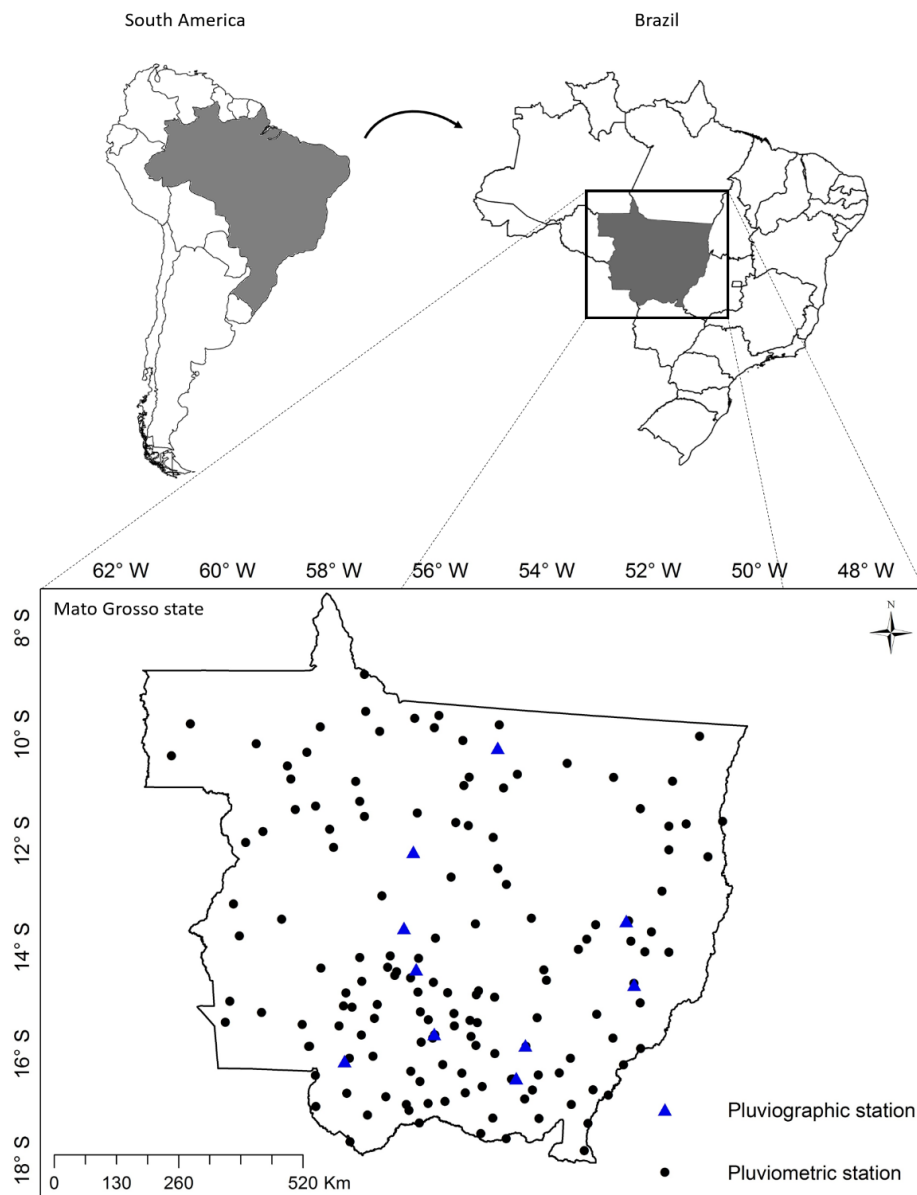 South America
Brazil
62° W 60° W 58° W 56° W 54° W 52° W 50° W 48° W
Mato Grosso state
N
8° S
10° S
12° S
14° S
16° S
18° S
Pluviographic station
Pluviometric station
0 130 260 520 Km